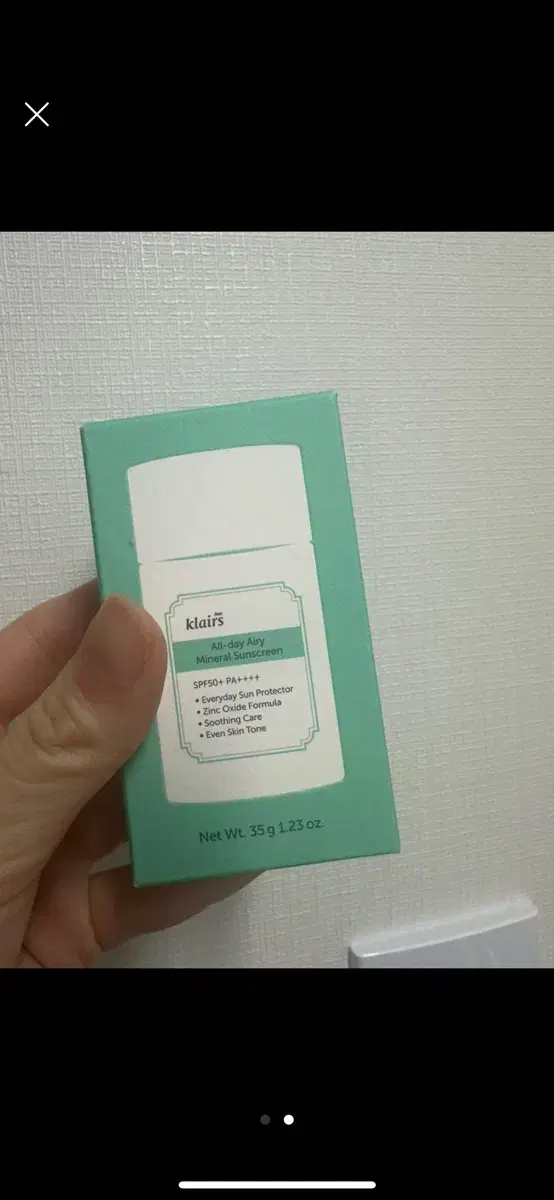 klairs
All-day Airy
Mineral Sunscreen
SPF50+ PA++++
• Everyday Sun Protector
• Zinc Oxide Formula
• Soothing Care
• Even Skin Tone
Net Wt. 35 g 1.23 oz.